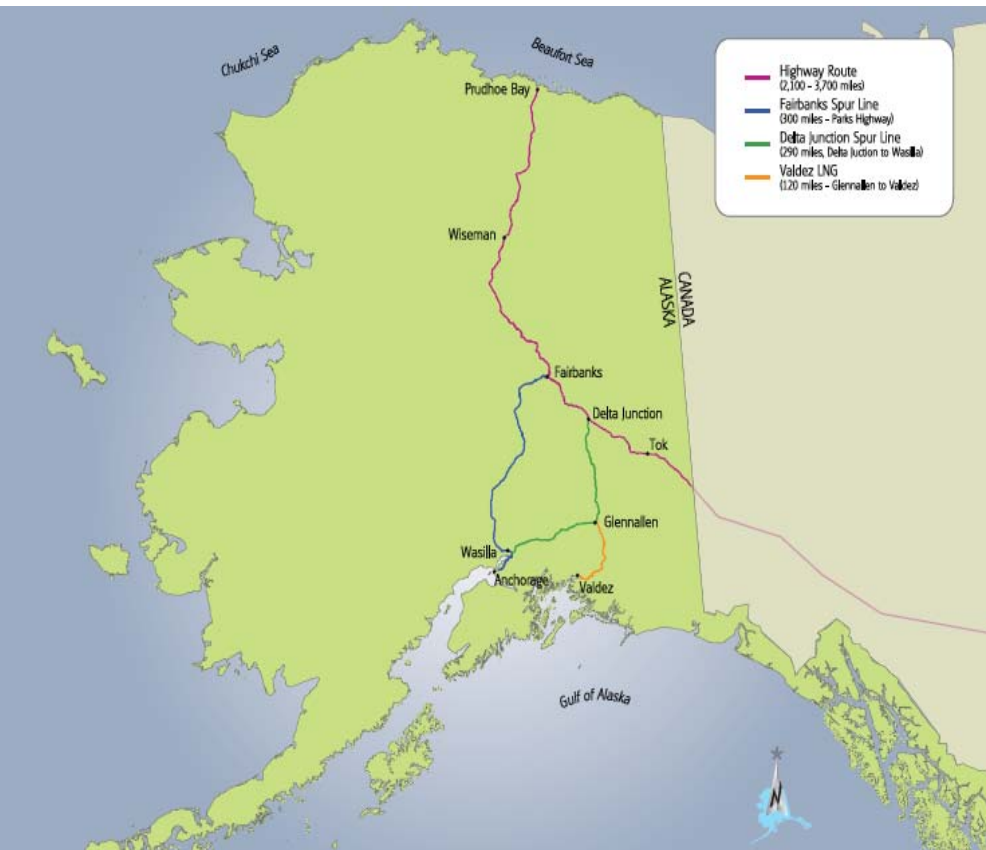 Chukchi Sea
Beaufort Sea
Highway Route
(2,100 – 3,700 miles)
Fairbanks Spur Line
(300 miles – Parks Highway)
Delta Junction Spur Line
(290 miles, Delta Juction to Wasilla)
Valdez LNG
(120 miles – Glennallen to Valdez)
Prudhoe Bay
Wiseman
CANADA
ALASKA
Fairbanks
Delta Junction
Tok
Glennallen
Wasilla
Anchorage
Valdez
Gulf of Alaska
N